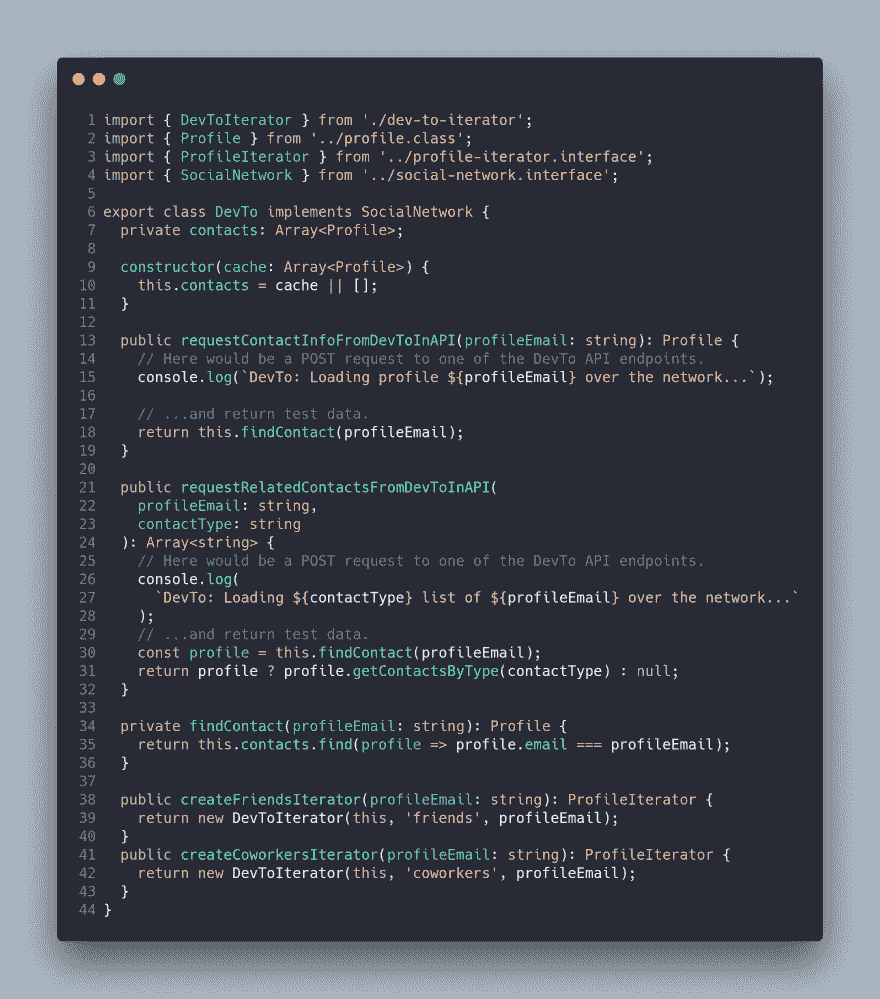 1 import { DevToIterator } from './dev-to-iterator';
2 import { Profile } from '../profile.class';
3 import { ProfileIterator } from '../profile-iterator.interface';
4 import { SocialNetwork } from '../social-network.interface';
5
6 export class DevTo implements SocialNetwork {
7   private contacts: Array<Profile>;
8
9   constructor(cache: Array<Profile>) {
10     this.contacts = cache || [];
11   }
12
13   public requestContactInfoFromDevToInAPI(profileEmail: string): Profile {
14     // Here would be a POST request to one of the DevTo API endpoints.
15     console.log(`DevTo: Loading profile ${profileEmail} over the network...`);
16
17     // ...and return test data.
18     return this.findContact(profileEmail);
19   }
20
21   public requestRelatedContactsFromDevToInAPI(
22     profileEmail: string,
23     contactType: string
24   ): Array<string> {
25     // Here would be a POST request to one of the DevTo API endpoints.
26     console.log(
27       `DevTo: Loading ${contactType} list of ${profileEmail} over the network...`
28     );
29     // ...and return test data.
30     const profile = this.findContact(profileEmail);
31     return profile ? profile.getContactsByType(contactType) : null;
32   }
33
34   private findContact(profileEmail: string): Profile {
35     return this.contacts.find(profile => profile.email === profileEmail);
36   }
37
38   public createFriendsIterator(profileEmail: string): ProfileIterator {
39     return new DevToIterator(this, 'friends', profileEmail);
40   }
41   public createCoworkersIterator(profileEmail: string): ProfileIterator {
42     return new DevToIterator(this, 'coworkers', profileEmail);
43   }
44 }